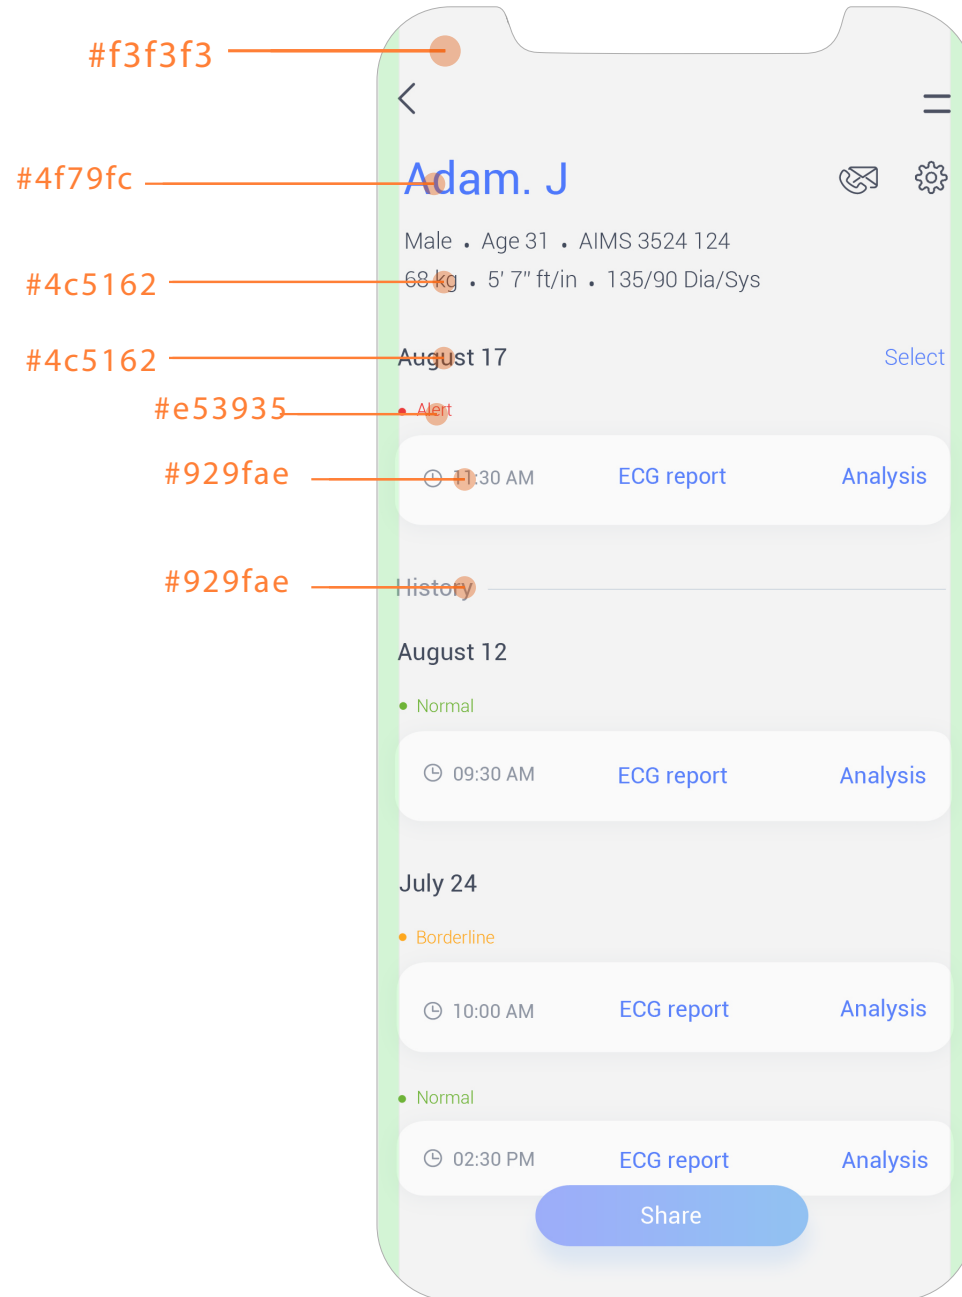 #f3f3f3
#4f79fc
Adam. J
Male • Age 31 • AIMS 3524 124
#4c5162
68 kg • 5’ 7” ft/in • 135/90 Dia/Sys
#4c5162
August 17
Select
#e53935
• Alert
#929fae
11:30 AM
ECG report
Analysis
#929fae
History
August 12
• Normal
09:30 AM
ECG report
Analysis
July 24
• Borderline
10:00 AM
ECG report
Analysis
• Normal
02:30 PM
ECG report
Analysis
Share